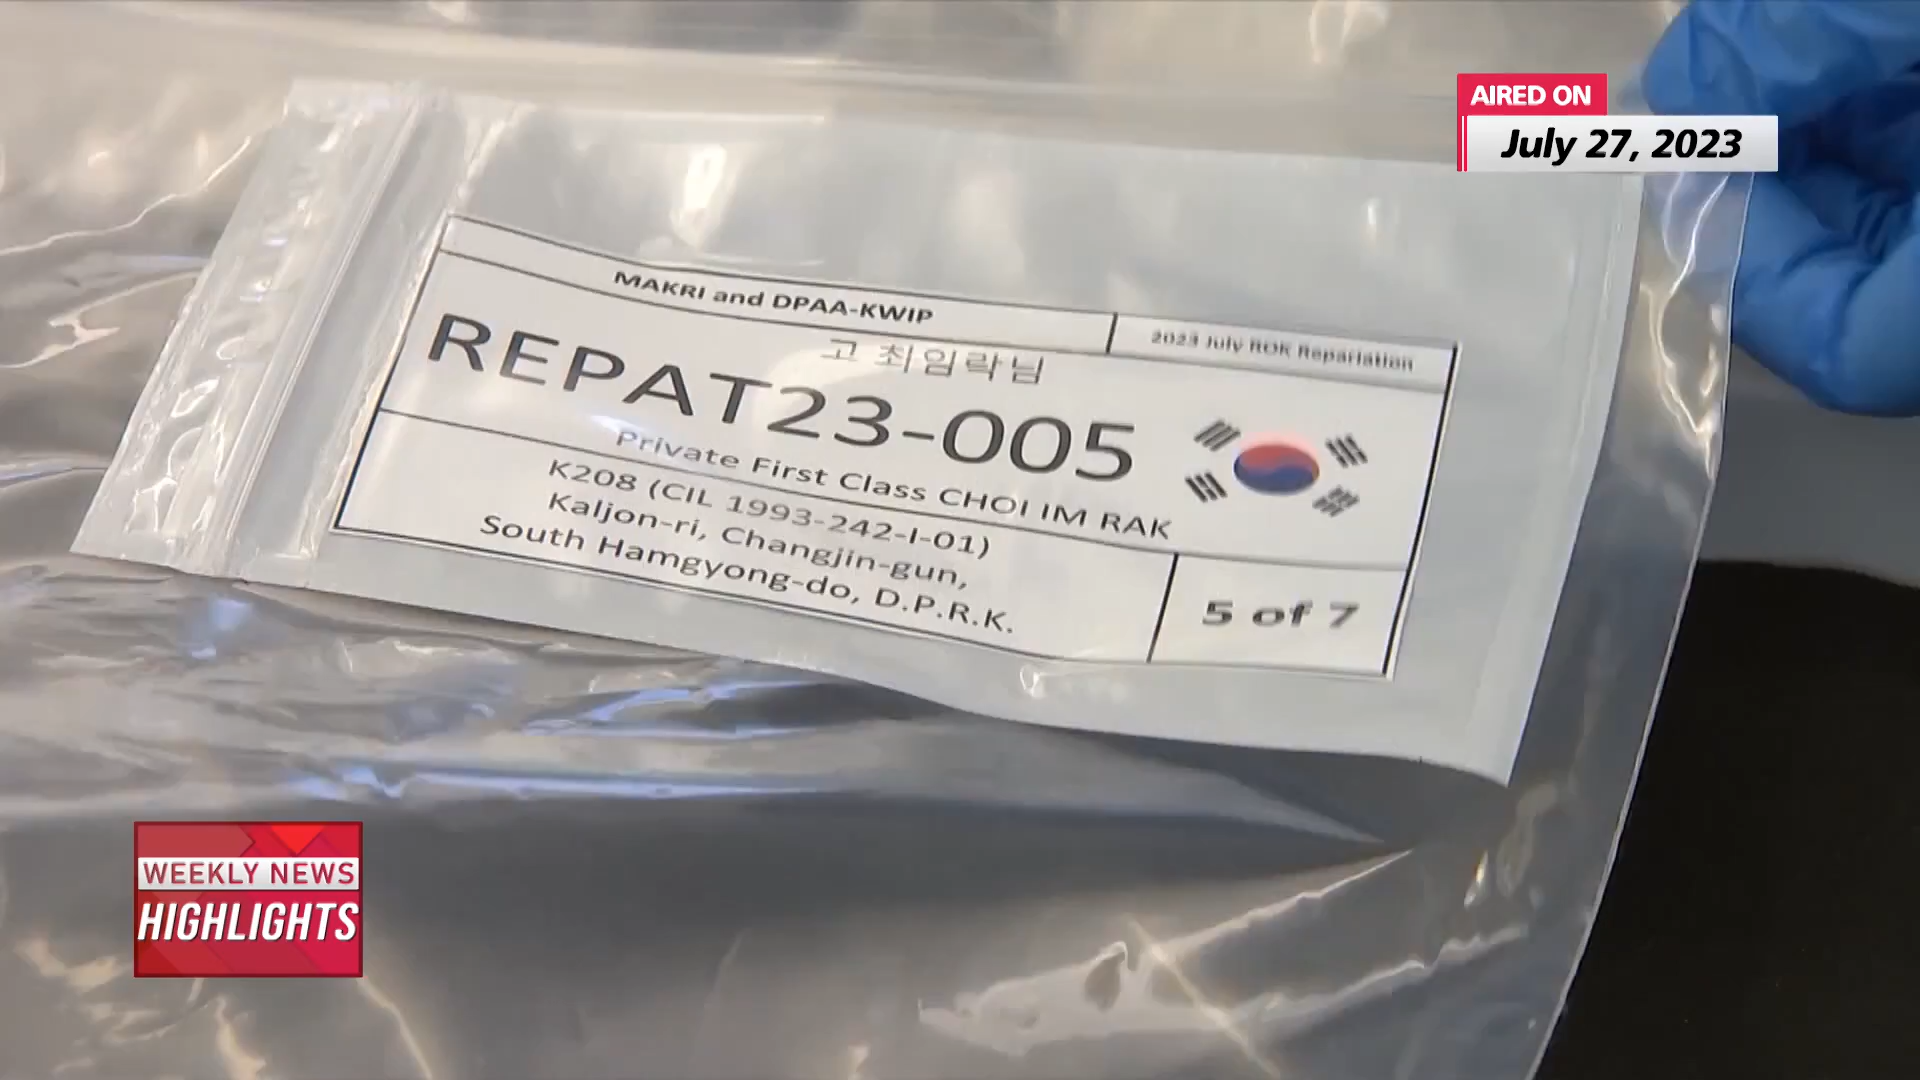 AIRED ON
July 27, 2023
MAKRI and DPAA-KWIP
2023 July ROK Repariation
고 최임락님
REPAT23-005
Private First Class CHOI IM RAK
K208 (CIL 1993-242-I-01)
Kaljon-ri, Changjin-gun,
South Hamgyong-do, D.P.R.K.
5 of 7
WEEKLY NEWS
HIGHLIGHTS